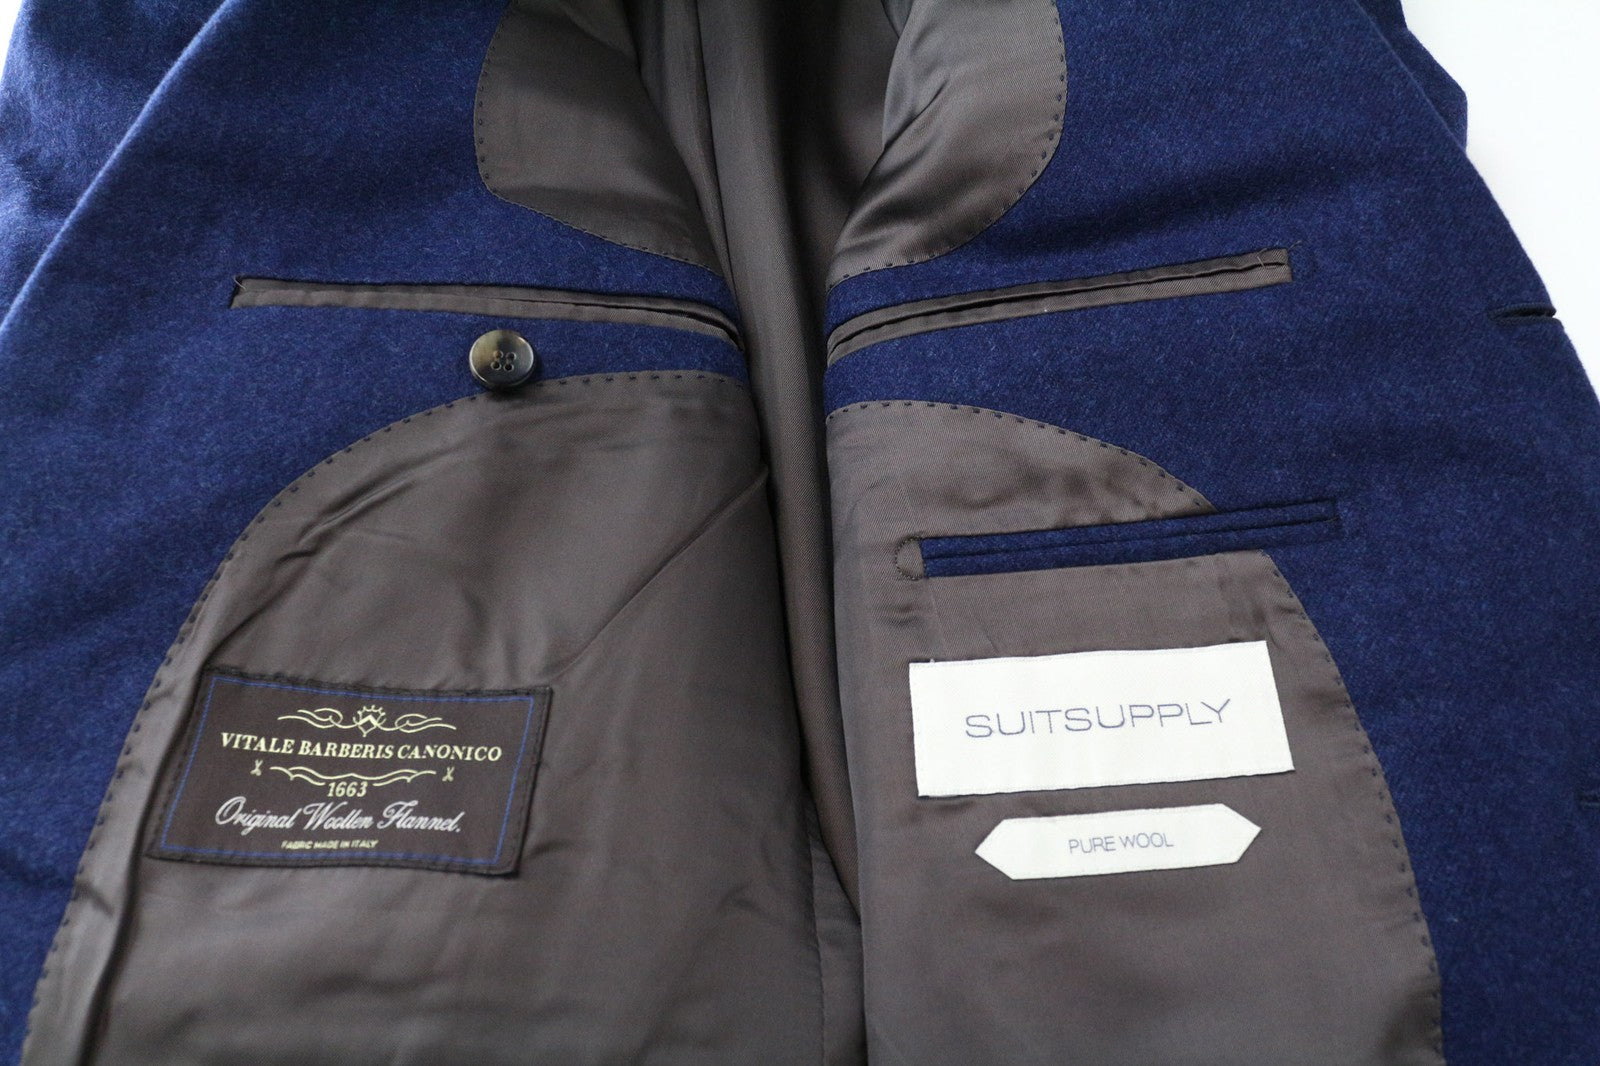 VITALE BARBERIS CANONICO
1663
Original Woollen Flannel.
FABRIC MADE IN ITALY
SUITSUPPLY
PURE WOOL